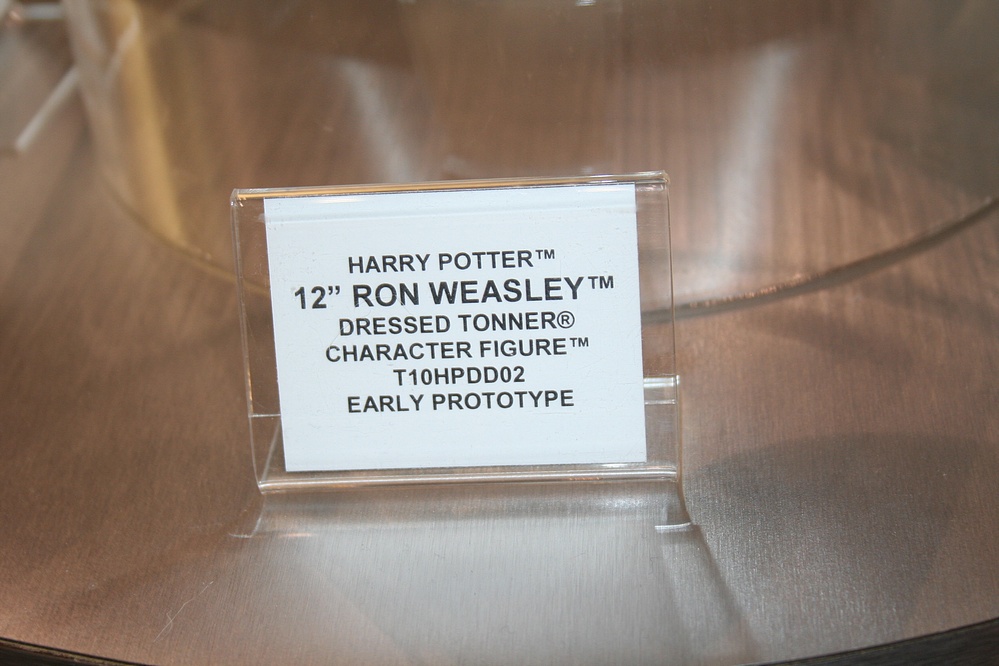 HARRY POTTER™
12” RON WEASLEY™
DRESSED TONNER®
CHARACTER FIGURE™
T10HPDD02
EARLY PROTOTYPE